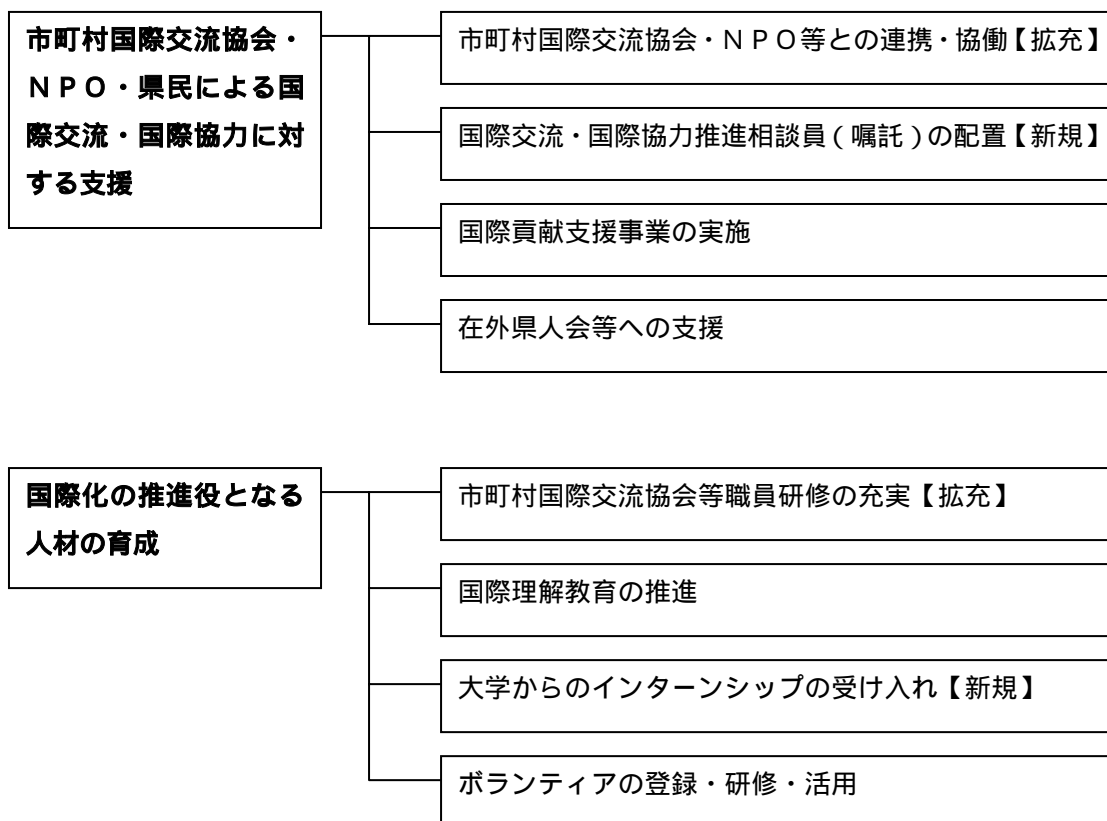 市町村国際交流協会・
ＮＰＯ・県民による国
際交流・国際協力に対
する支援
市町村国際交流協会・ＮＰＯ等との連携・協働【拡充】
国際交流・国際協力推進相談員（嘱託）の配置【新規】
国際貢献支援事業の実施
在外県人会等への支援
国際化の推進役となる
人材の育成
市町村国際交流協会等職員研修の充実【拡充】
国際理解教育の推進
大学からのインターンシップの受け入れ【新規】
ボランティアの登録・研修・活用